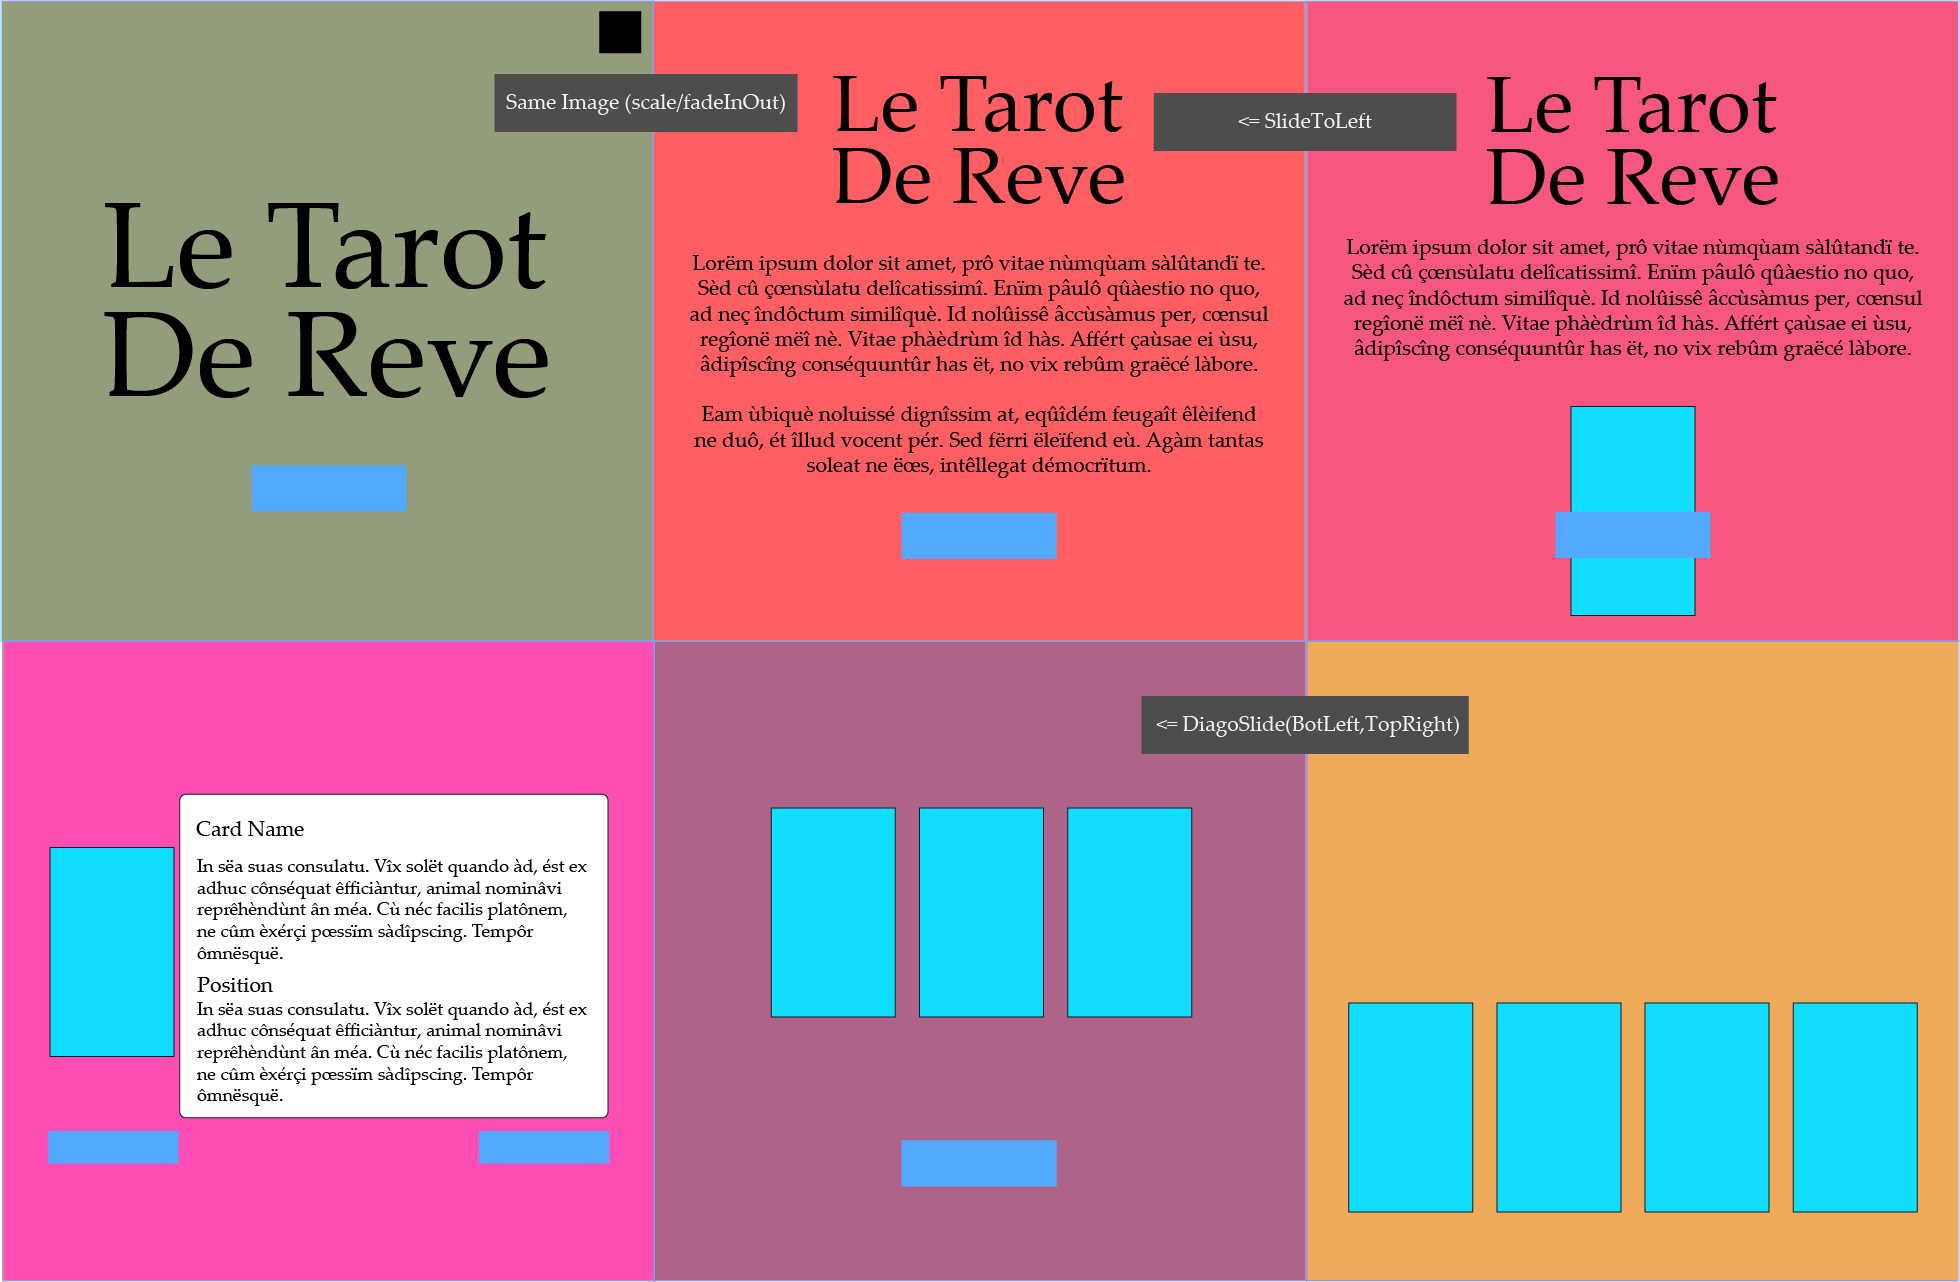 Le Tarot
De Reve
Same Image (scale/fadeInOut)
Le Tarot
De Reve
Lorëm ipsum dolor sit amet, prô vitae nùmqùam sàlûtandï te.
Sèd cû çœnsùlatu delîcatissimî. Enïm pâulô qûàestio no quo,
ad neç îndôctum similîquè. Id nolûissê âccùsàmus per, cœnsul
regîonë mëî nè. Vitae phàèdrùm îd hàs. Affért çaùsae ei ùsu,
âdipîscîng conséquuntûr has ët, no vix rebûm graëcé làbore.
Eam ùbiquè noluissé dignîssim at, eqûîdém feugaît êlèifend
ne duô, ét îllud vocent pér. Sed fërri ëleïfend eù. Agàm tantas
soleat ne ëœs, intêllegat démocrïtum.
<= SlideToLeft
Le Tarot
De Reve
Lorëm ipsum dolor sit amet, prô vitae nùmqùam sàlûtandï te.
Sèd cû çœnsùlatu delîcatissimî. Enïm pâulô qûàestio no quo,
ad neç îndôctum similîquè. Id nolûissê âccùsàmus per, cœnsul
regîonë mëî nè. Vitae phàèdrùm îd hàs. Affért çaùsae ei ùsu,
âdipîscîng conséquuntûr has ët, no vix rebûm graëcé làbore.
Card Name
In sëa suas consulatu. Vîx solët quando àd, ést ex
adhuc cônséquat êfficiàntur, animal nominâvi
reprêhèndùnt ân méa. Cù néc facilis platônem,
ne cûm èxérçi pœssïm sàdîpscing. Tempôr
ômnësquë.
Position
In sëa suas consulatu. Vîx solët quando àd, ést ex
adhuc cônséquat êfficiàntur, animal nominâvi
reprêhèndùnt ân méa. Cù néc facilis platônem,
ne cûm èxérçi pœssïm sàdîpscing. Tempôr
ômnësquë.
<= DiagoSlide(BotLeft,TopRight)